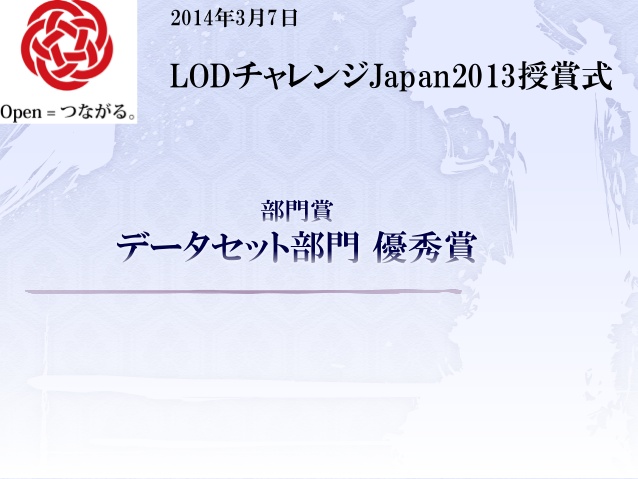 2014年3月7日
LODチャレンジJapan2013授賞式
Open = つながる。
部門賞
データセット部門 優秀賞